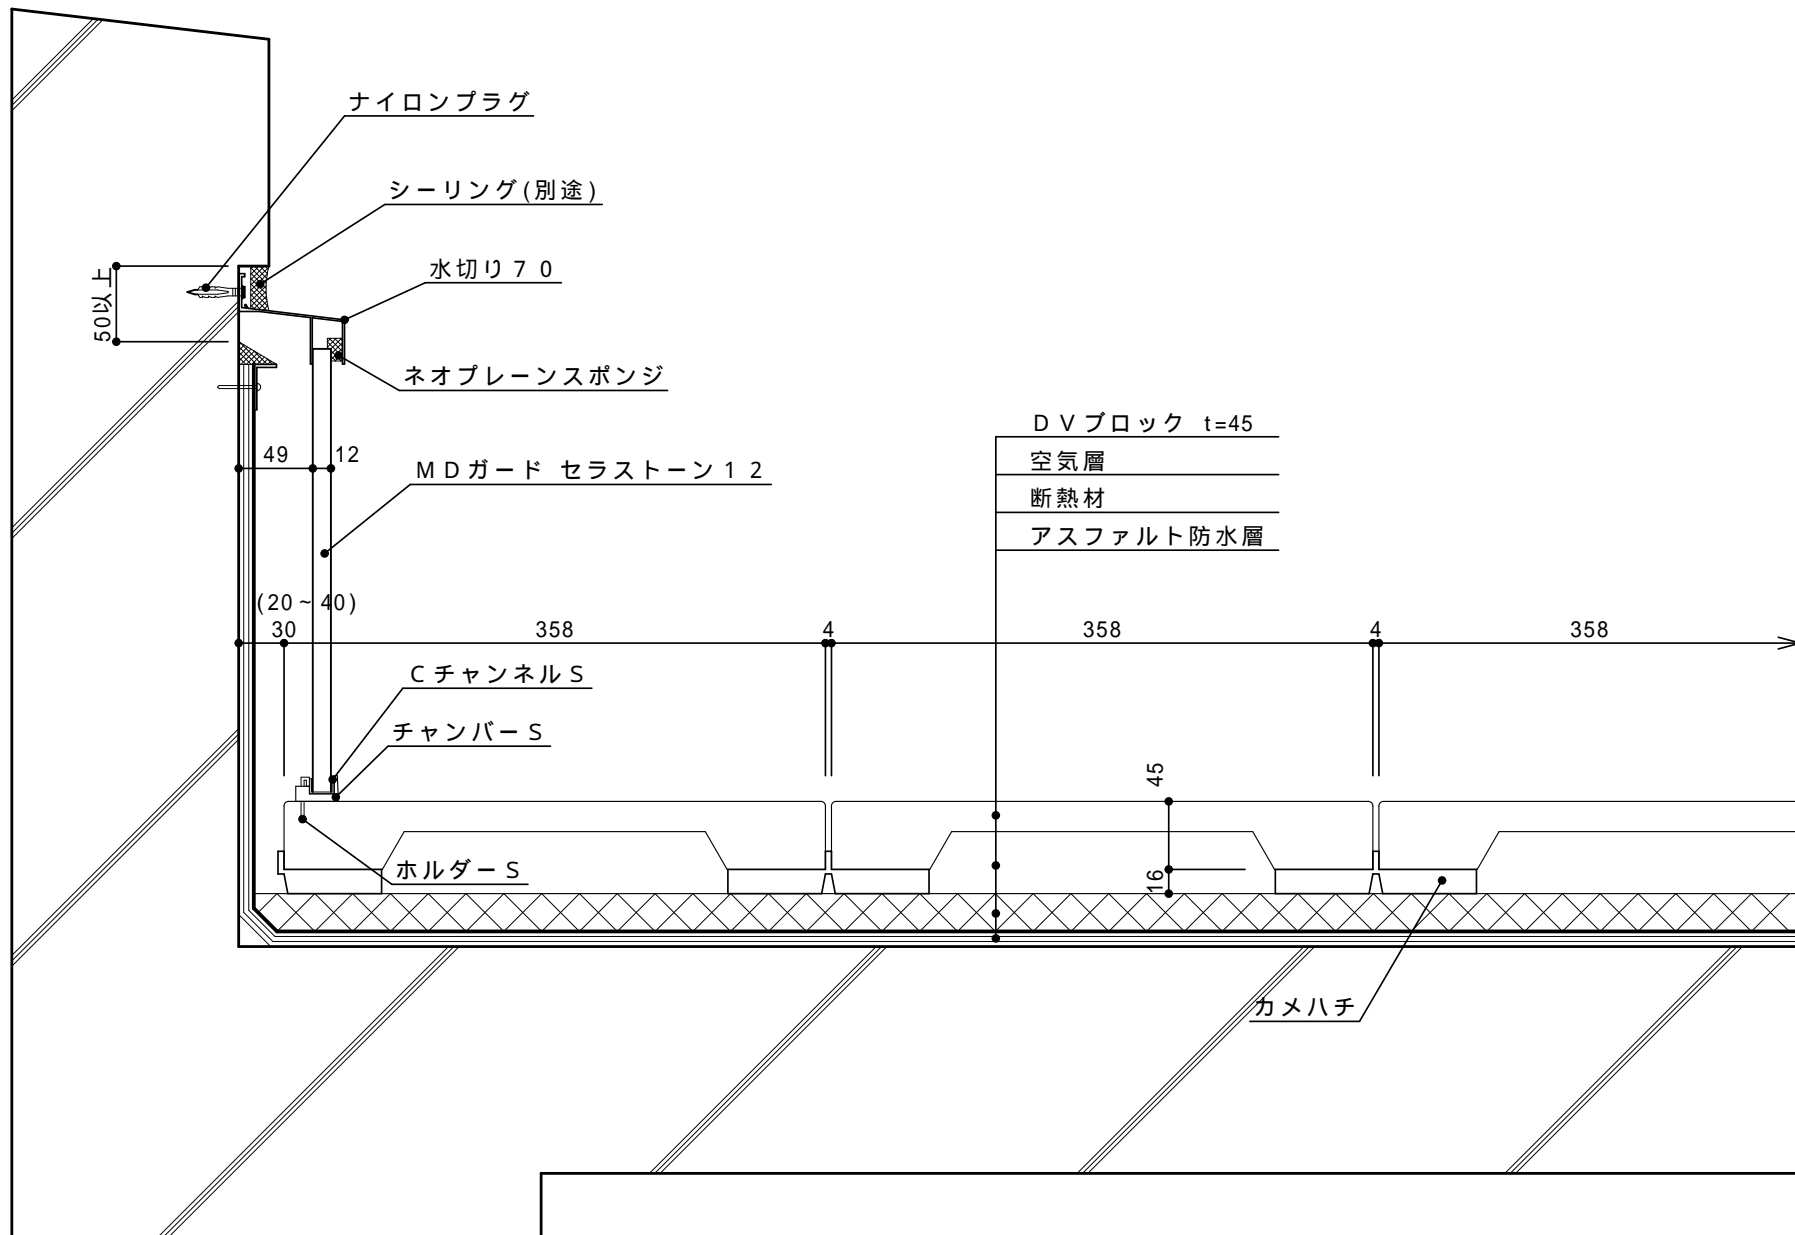 ナイロンプラグ
シーリング(別途)
水切り７０
50以上
ネオプレーンスポンジ
DVブロック t=45
49
12
MDガード セラストーン１２
空気層
断熱材
アスファルト防水層
(20~40)
30
358
4
358
4
358
CチャンネルS
チャンバーS
45
ホルダーS
16
カメハチ